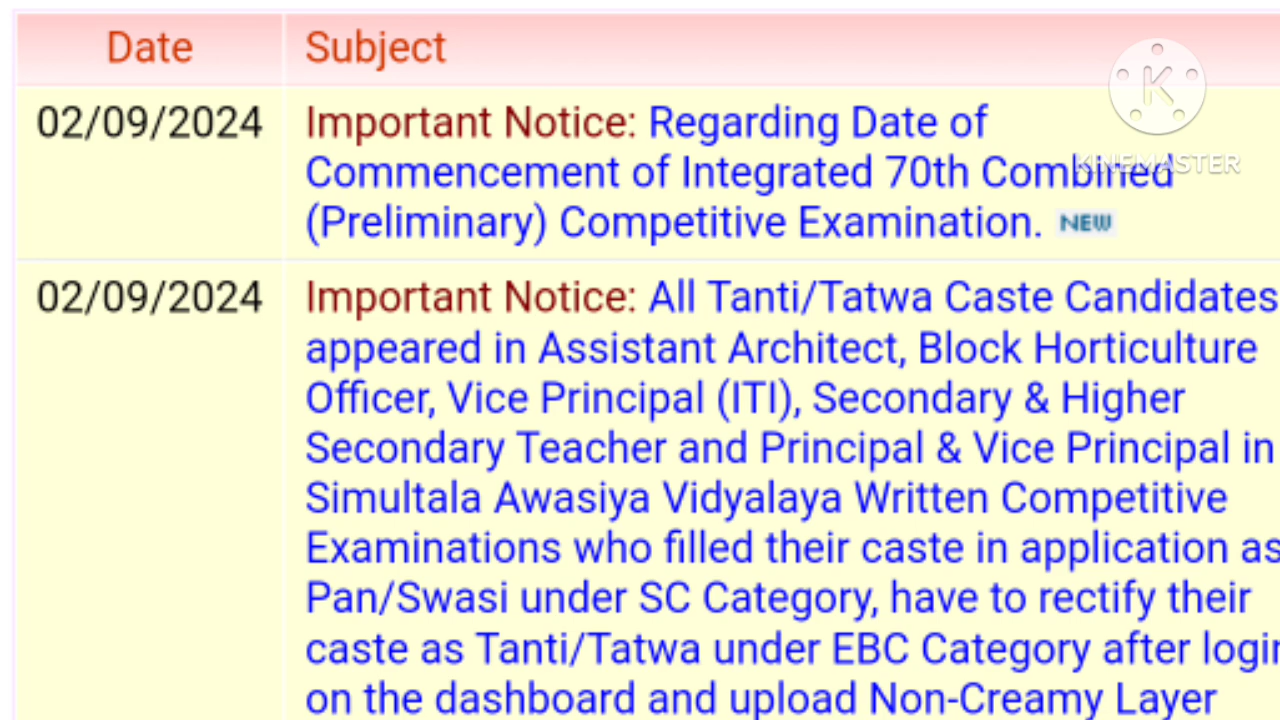 Date Subject
K
KINEMASTER
02/09/2024 Important Notice: Regarding Date of
Commencement of Integrated 70th Combined
(Preliminary) Competitive Examination. NEW
02/09/2024 Important Notice: All Tanti/Tatwa Caste Candidates
appeared in Assistant Architect, Block Horticulture
Officer, Vice Principal (ITI), Secondary & Higher
Secondary Teacher and Principal & Vice Principal in
Simultala Awasiya Vidyalaya Written Competitive
Examinations who filled their caste in application as
Pan/Swasi under SC Category, have to rectify their
caste as Tanti/Tatwa under EBC Category after login
on the dashboard and upload Non-Creamy Layer